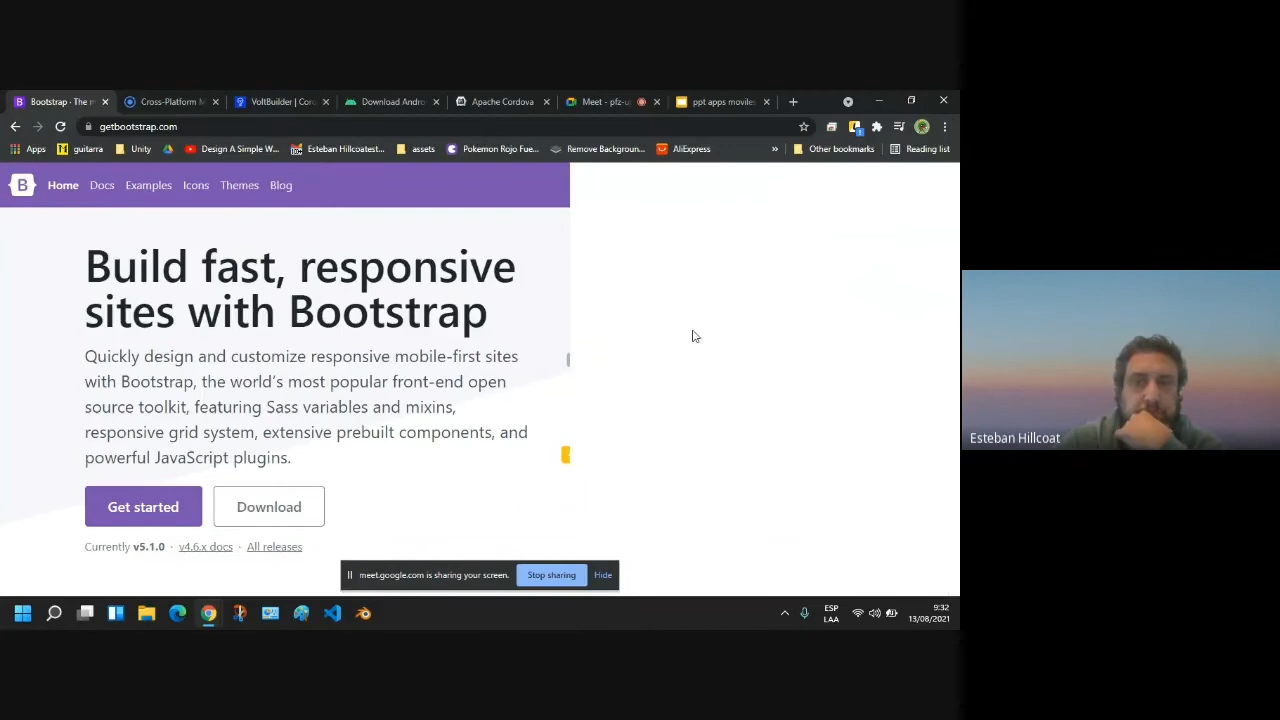 Bootstrap · The m
Cross-Platform M
VoltBuilder | Cor
Download Andro
Apache Cordova
Meet - pfz-u
ppt apps moviles
getbootstrap.com
Apps
guitarra
Unity
Design A Simple W...
Esteban Hillcoatest...
assets
Pokemon Rojo Fue...
Remove Backgroun...
AliExpress
»
Other bookmarks
Reading list
B
Home
Docs
Examples
Icons
Themes
Blog
Build fast, responsive
sites with Bootstrap
Quickly design and customize responsive mobile-first sites
with Bootstrap, the world's most popular front-end open
source toolkit, featuring Sass variables and mixins,
responsive grid system, extensive prebuilt components, and
powerful JavaScript plugins.
Get started
Download
Currently v5.1.0 · v4.6.x docs · All releases
meet.google.com is sharing your screen.
Stop sharing
Hide
ESP
LAA
9:32
13/08/2021
Esteban Hillcoat